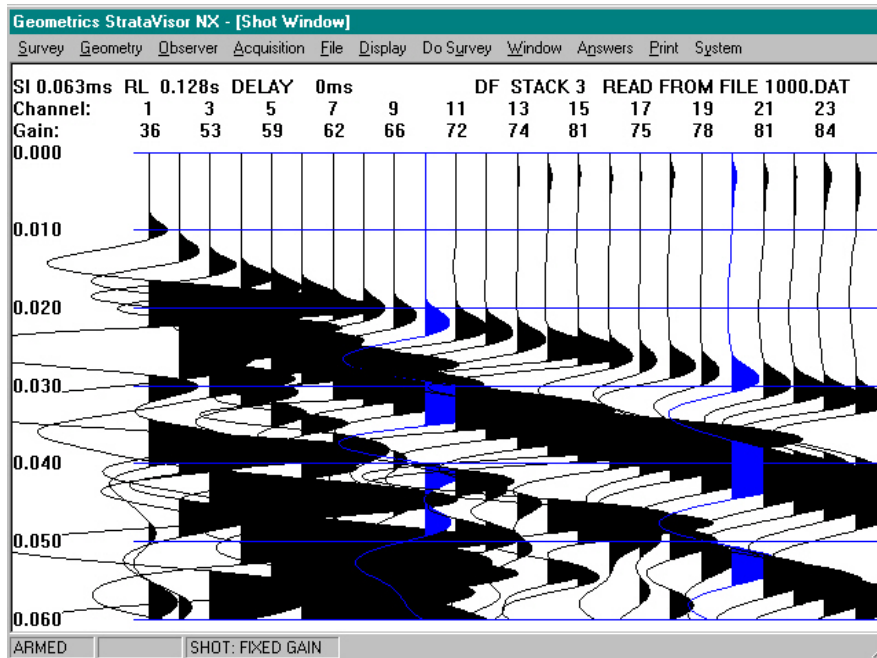 Geometrics StrataVisor NX - [Shot Window]
Survey Geometry Observer Acquisition File Display Do Survey Window Answers Print System
SI 0.063ms RL 0.128s DELAY 0ms DF STACK 3 READ FROM FILE 1000.DAT
Channel: 1 3 5 7 9 11 13 15 17 19 21 23
Gain: 36 53 59 62 66 72 74 81 75 78 81 84
0.000
0.010
0.020
0.030
0.040
0.050
0.060
ARMED SHOT: FIXED GAIN